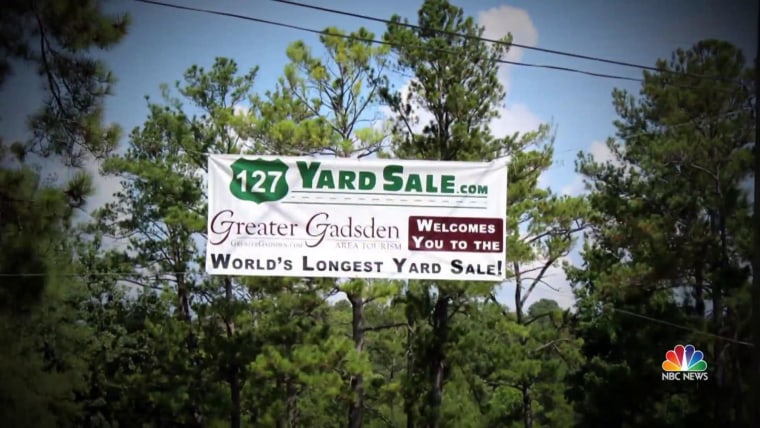 127 YARD SALE.COM
Greater Gadsden
GREATERGADSDEN.COM AREA TOURISM
WELCOMES
YOU TO THE
WORLD'S LONGEST YARD SALE!
NBC NEWS